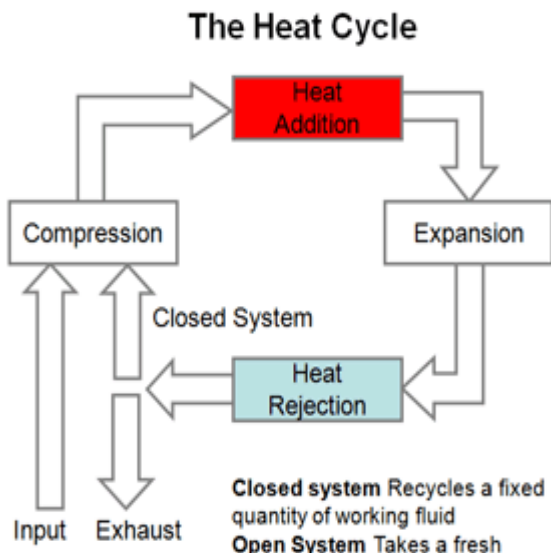 The Heat Cycle
Heat
Addition
Compression
Expansion
Closed System
Heat
Rejection
Input
Exhaust
Closed system Recycles a fixed
quantity of working fluid
Open System Takes a fresh